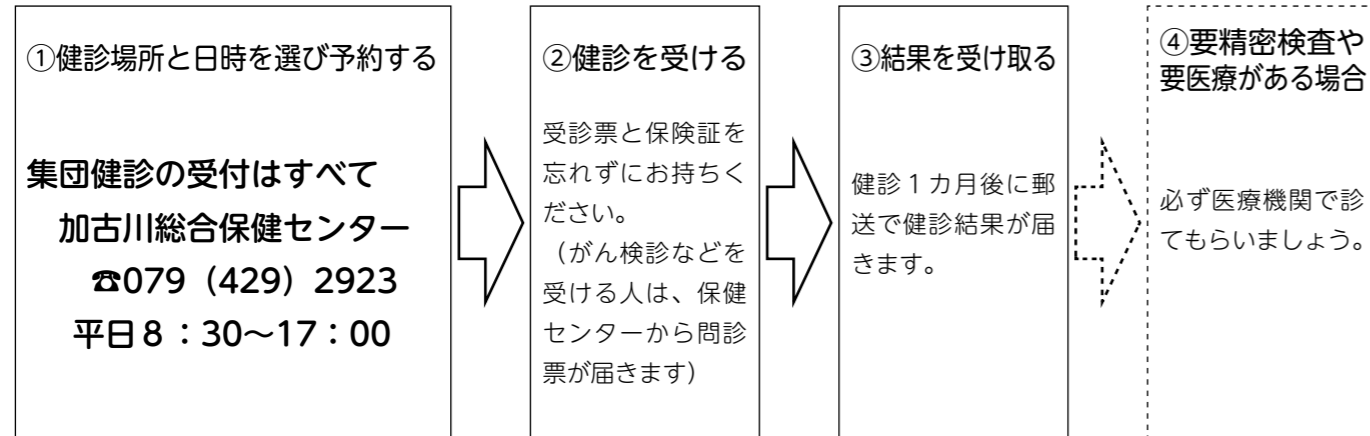 ①健診場所と日時を選び予約する
集団健診の受付はすべて
加古川総合保健センター
☎079（429）2923
平日８：30～17：00
②健診を受ける
受診票と保険証を
忘れずにお持ちく
ださい。
（がん検診などを
受ける人は、保健
センターから問診
票が届きます）
③結果を受け取る
健診１カ月後に郵
送で健診結果が届
きます。
④要精密検査や
要医療がある場合
必ず医療機関で診
てもらいましょう。